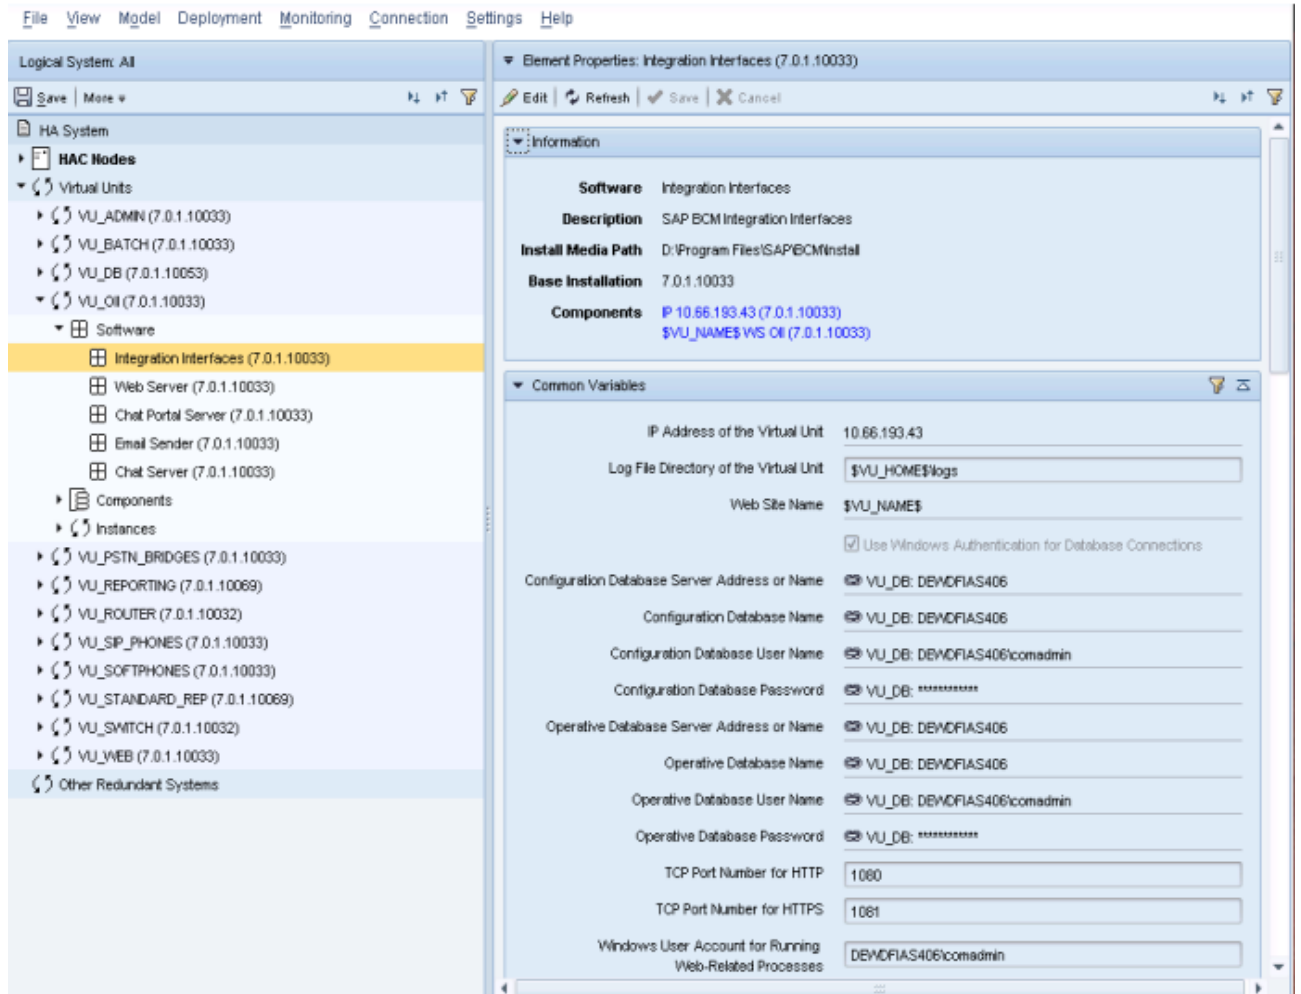 File View Model Deployment Monitoring Connection Settings Help
Logical System: All
Save More
HA System
HAC Nodes
Virtual Units
VU_ADMIN (7.0.1.10033)
VU_BATCH (7.0.1.10033)
VU_DB (7.0.1.10053)
VU_OII (7.0.1.10033)
Software
Integration Interfaces (7.0.1.10033)
Web Server (7.0.1.10033)
Chat Portal Server (7.0.1.10033)
Email Sender (7.0.1.10033)
Chat Server (7.0.1.10033)
Components
Instances
VU_PSTN_BRIDGES (7.0.1.10033)
VU_REPORTING (7.0.1.10069)
VU_ROUTER (7.0.1.10032)
VU_SIP_PHONES (7.0.1.10033)
VU_SOFTPHONES (7.0.1.10033)
VU_STANDARD_REP (7.0.1.10069)
VU_SWITCH (7.0.1.10032)
VU_WEB (7.0.1.10033)
Other Redundant Systems
Element Properties: Integration Interfaces (7.0.1.10033)
Edit Refresh Save Cancel
Information
Software Integration Interfaces
Description SAP BCM Integration Interfaces
Install Media Path D:\Program Files\SAP\BCM\Install
Base Installation 7.0.1.10033
Components IP 10.66.193.43 (7.0.1.10033)
$VU_NAME$ WS OII (7.0.1.10033)
Common Variables
IP Address of the Virtual Unit 10.66.193.43
Log File Directory of the Virtual Unit $VU_HOME$\logs
Web Site Name $VU_NAME$
Use Windows Authentication for Database Connections
Configuration Database Server Address or Name VU_DB: DEWDFIAS406
Configuration Database Name VU_DB: DEWDFIAS406
Configuration Database User Name VU_DB: DEWDFIAS406\comadmin
Configuration Database Password VU_DB: ************
Operative Database Server Address or Name VU_DB: DEWDFIAS406
Operative Database Name VU_DB: DEWDFIAS406
Operative Database User Name VU_DB: DEWDFIAS406\comadmin
Operative Database Password VU_DB: ************
TCP Port Number for HTTP 1080
TCP Port Number for HTTPS 1081
Windows User Account for Running
Web-Related Processes DEWDFIAS406\comadmin